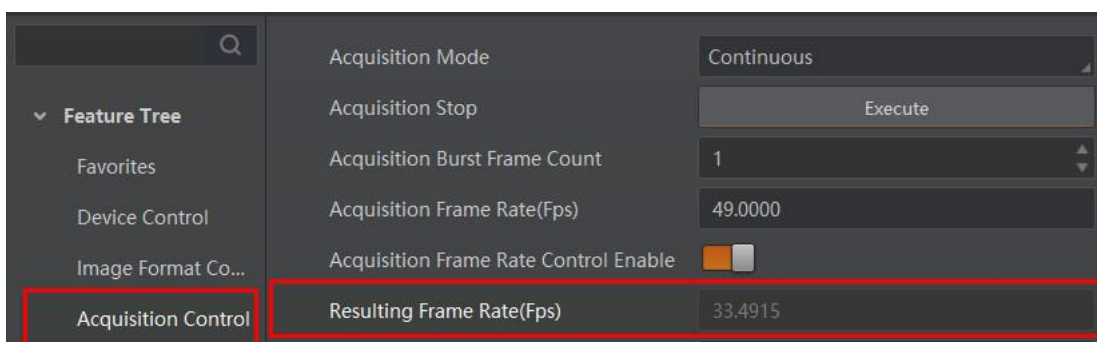 Acquisition Mode Continuous
Feature Tree Acquisition Stop Execute
Favorites Acquisition Burst Frame Count 1
Device Control Acquisition Frame Rate(Fps) 49.0000
Image Format Co... Acquisition Frame Rate Control Enable
Acquisition Control Resulting Frame Rate(Fps) 33.4915